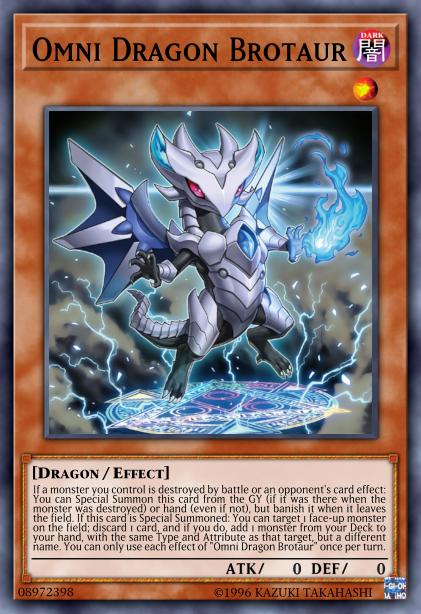 OMNI DRAGON BROTAUR
DARK
闇
[DRAGON / EFFECT]
If a monster you control is destroyed by battle or an opponent's card effect:
You can Special Summon this card from the GY (if it was there when the
monster was destroyed) or hand (even if not), but banish it when it leaves
the field. If this card is Special Summoned: You can target 1 face-up monster
on the field; discard 1 card, and if you do, add 1 monster from your Deck to
your hand, with the same Type and Attribute as that target, but a different
name. You can only use each effect of "Omni Dragon Brotaur" once per turn.
ATK/ 0 DEF/ 0
08972398 ©1996 KAZUKI TAKAHASHI